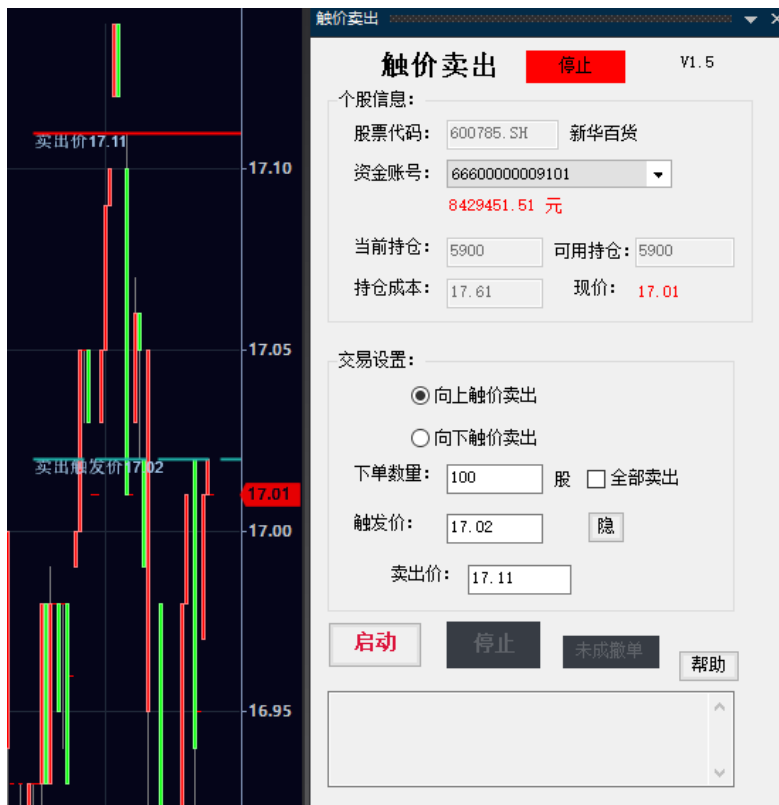 触价卖出
触价卖出 停止 V1.5
个股信息：
股票代码： 600785.SH 新华百货
资金账号： 66600000009101
8429451.51 元
当前持仓： 5900 可用持仓： 5900
持仓成本： 17.61 现价： 17.01
交易设置：
向上触价卖出
向下触价卖出
下单数量： 100 股 全部卖出
触发价： 17.02 隐
卖出价： 17.11
启动 停止 未成撤单 帮助
卖出价17.11
17.10
17.05
卖出触发价17.02
17.01
17.00
16.95